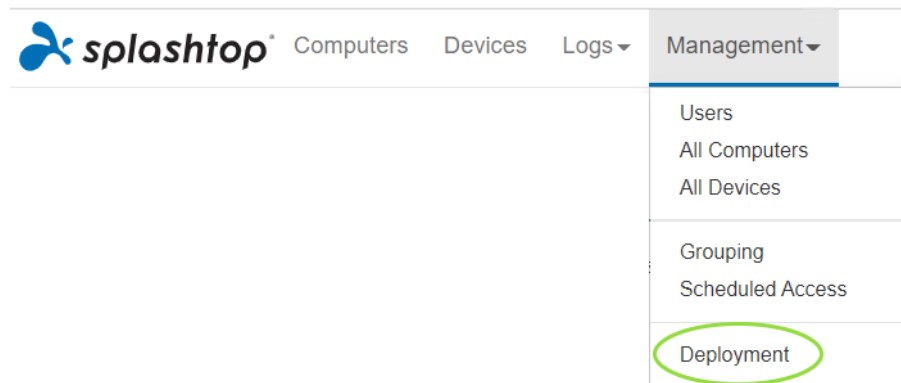 splashtop Computers Devices Logs Management
Users
All Computers
All Devices
Grouping
Scheduled Access
Deployment